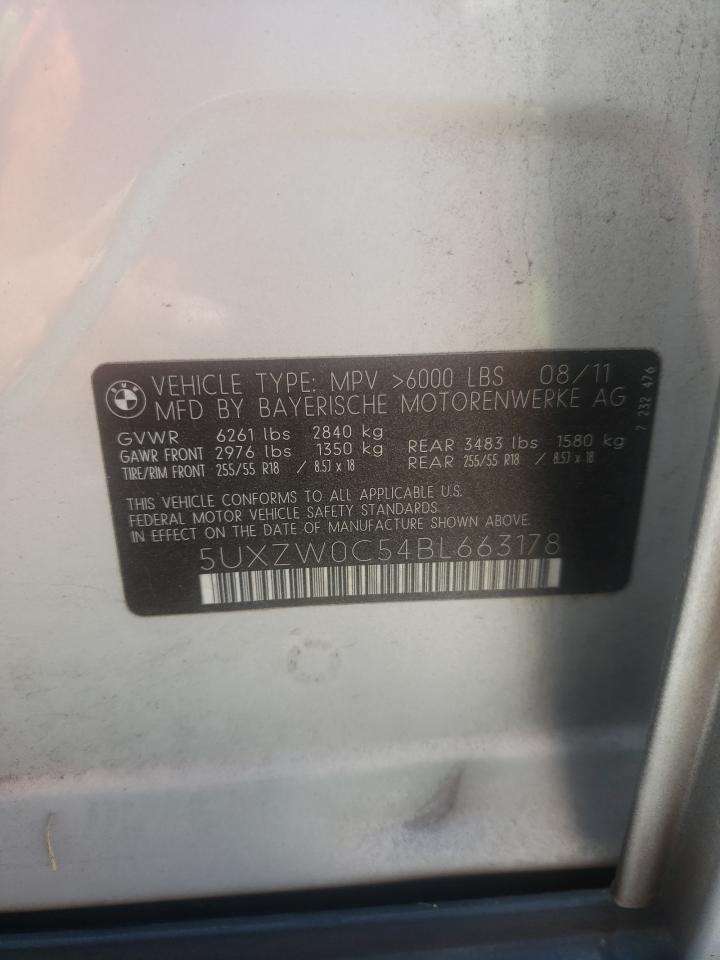 BMW
VEHICLE TYPE: MPV >6000 LBS 08/11
MFD BY BAYERISCHE MOTORENWERKE AG
GVWR 6261 lbs 2840 kg
GAWR FRONT 2976 lbs 1350 kg REAR 3483 lbs 1580 kg
TIRE/RIM FRONT 255/55 R18 / 8.5J x 18 REAR 255/55 R18 / 8.5J x 18
THIS VEHICLE CONFORMS TO ALL APPLICABLE U.S.
FEDERAL MOTOR VEHICLE SAFETY STANDARDS.
IN EFFECT ON THE DATE OF MANUFACTURE SHOWN ABOVE.
5UXZW0C54BL663178
7 232 476